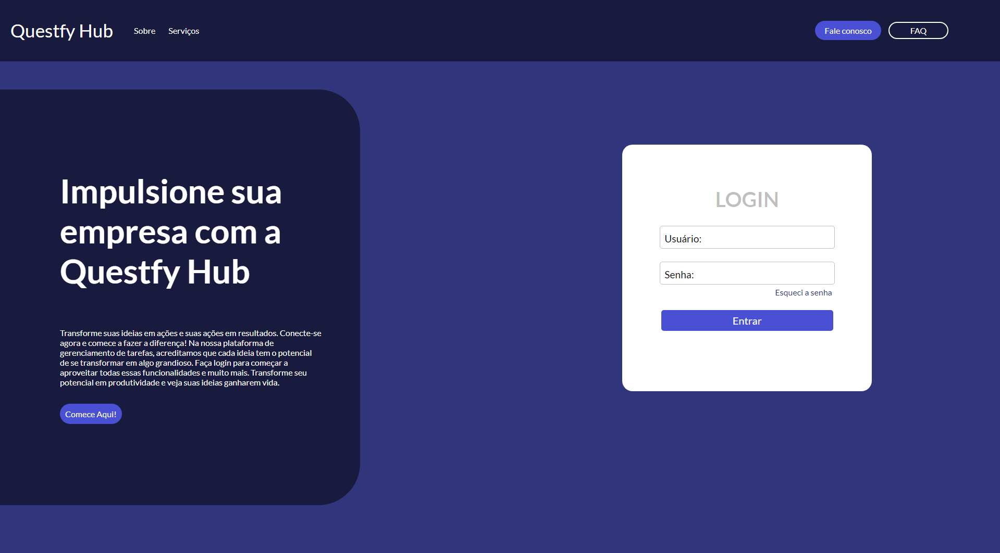 Questfy Hub
Sobre
Serviços
Fale conosco
FAQ
Impulsione sua
empresa com a
Questfy Hub
Transforme suas ideias em ações e suas ações em resultados. Conecte-se
agora e comece a fazer a diferença! Na nossa plataforma de
gerenciamento de tarefas, acreditamos que cada ideia tem o potencial
de se transformar em algo grandioso. Faça login para começar a
aproveitar todas essas funcionalidades e muito mais. Transforme seu
potencial em produtividade e veja suas ideias ganharem vida.
Comece Aqui!
LOGIN
Usuário:
Senha:
Esqueci a senha
Entrar